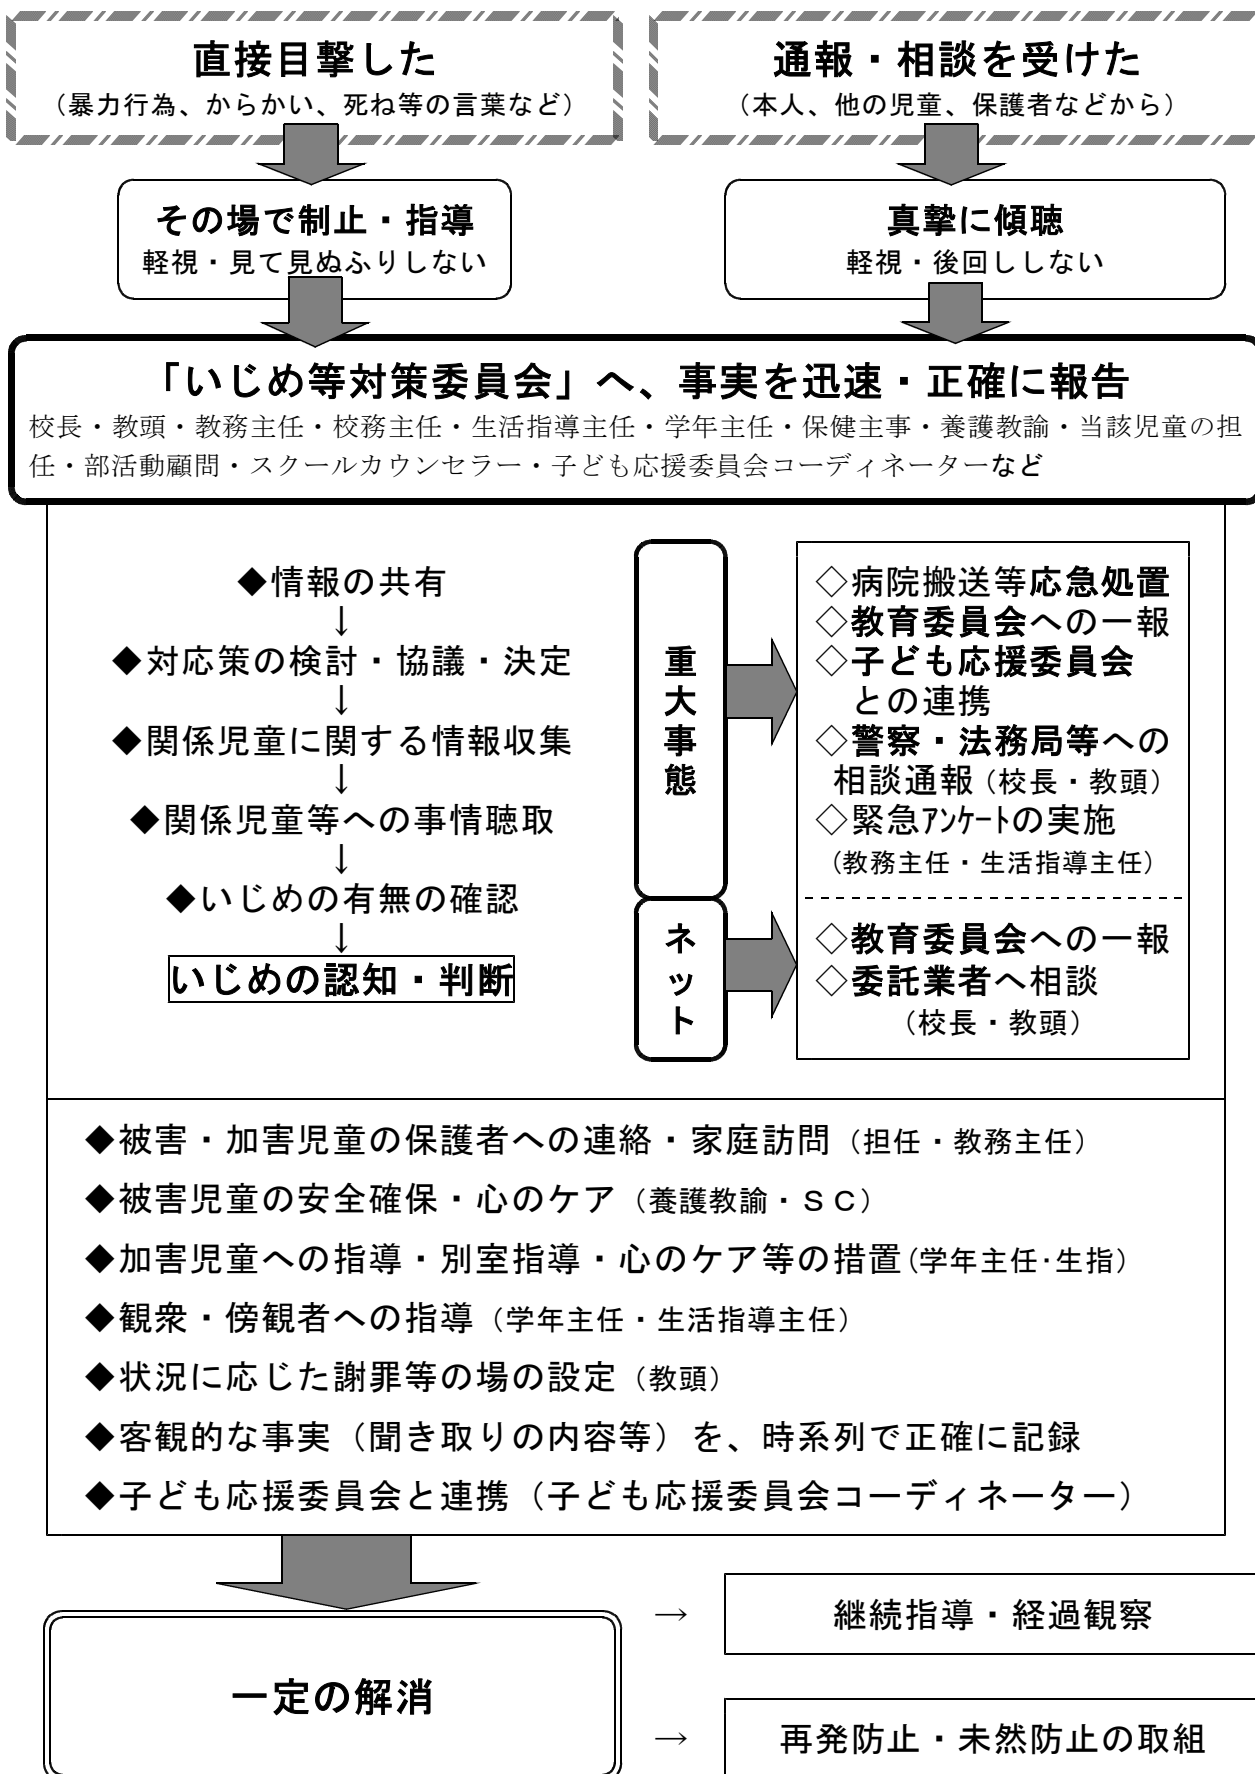 直接目撃した
（暴力行為、からかい、死ね等の言葉など）
通報・相談を受けた
（本人、他の児童、保護者などから）
その場で制止・指導
軽視・見て見ぬふりしない
真摯に傾聴
軽視・後回ししない
「いじめ等対策委員会」へ、事実を迅速・正確に報告
校長・教頭・教務主任・校務主任・生活指導主任・学年主任・保健主事・養護教諭・当該児童の担
任・部活動顧問・スクールカウンセラー・子ども応援委員会コーディネーターなど
◆情報の共有
↓
◆対応策の検討・協議・決定
↓
◆関係児童に関する情報収集
↓
◆関係児童等への事情聴取
↓
◆いじめの有無の確認
↓
いじめの認知・判断
重大事態
◇病院搬送等応急処置
◇教育委員会への一報
◇子ども応援委員会
との連携
◇警察・法務局等への
相談通報（校長・教頭）
◇緊急ｱﾝｹｰﾄの実施
（教務主任・生活指導主任）
ネット
◇教育委員会への一報
◇委託業者へ相談
（校長・教頭）
◆被害・加害児童の保護者への連絡・家庭訪問（担任・教務主任）
◆被害児童の安全確保・心のケア（養護教諭・ＳＣ）
◆加害児童への指導・別室指導・心のケア等の措置（学年主任・生指）
◆観衆・傍観者への指導（学年主任・生活指導主任）
◆状況に応じた謝罪等の場の設定（教頭）
◆客観的な事実（聞き取りの内容等）を、時系列で正確に記録
◆子ども応援委員会と連携（子ども応援委員会コーディネーター）
一定の解消
→
継続指導・経過観察
→
再発防止・未然防止の取組